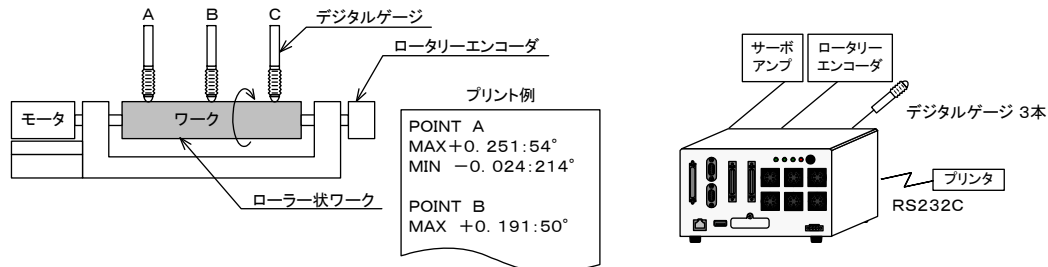 A B C
デジタルゲージ
ロータリーエンコーダ
モータ
ワーク
ローラー状ワーク
プリント例
POINT A
MAX+0. 251:54°
MIN −0. 024:214°
POINT B
MAX +0. 191:50°
サーボ
アンプ
ロータリー
エンコーダ
デジタルゲージ 3本
プリンタ
RS232C